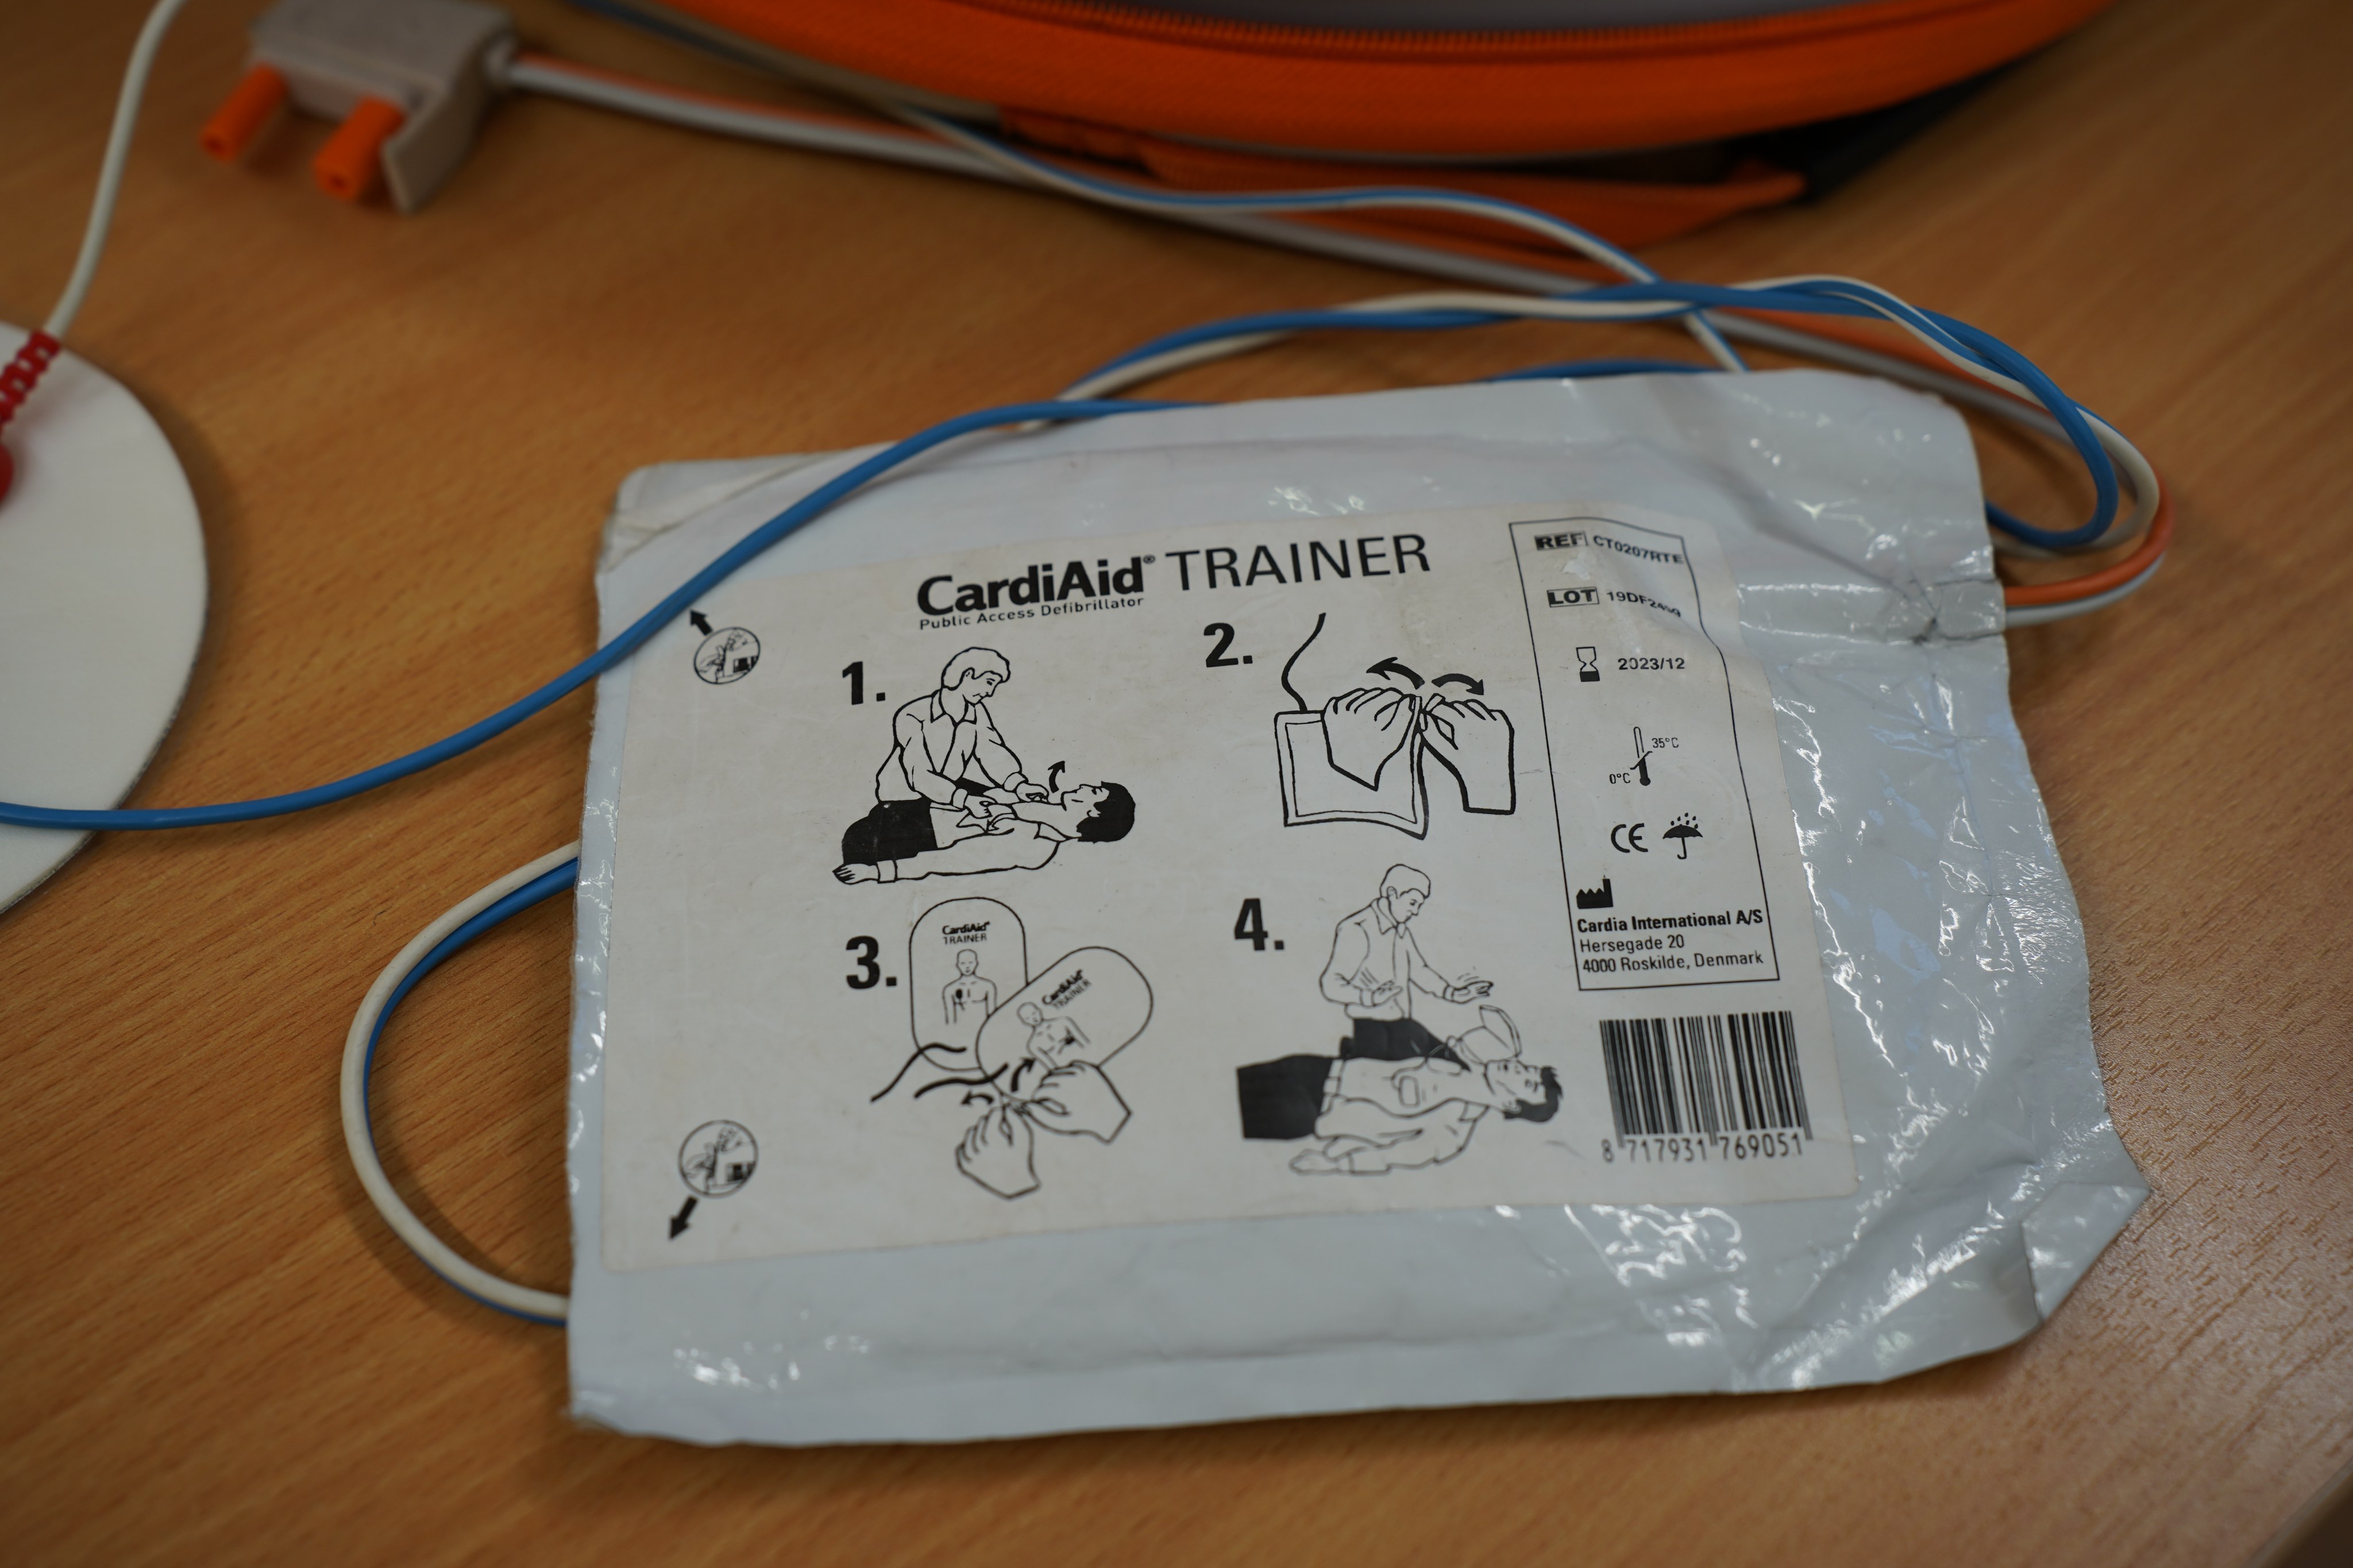 CardiAid® TRAINER
Public Access Defibrillator
1.
2.
3.
CardiAid®
TRAINER
CardiAid®
TRAINER
4.
REF CT0207RTE
LOT
2023/12
35°C
0°C
CE
Cardia International A/S
Hersegade 20
4000 Roskilde, Denmark
8 717931 769051